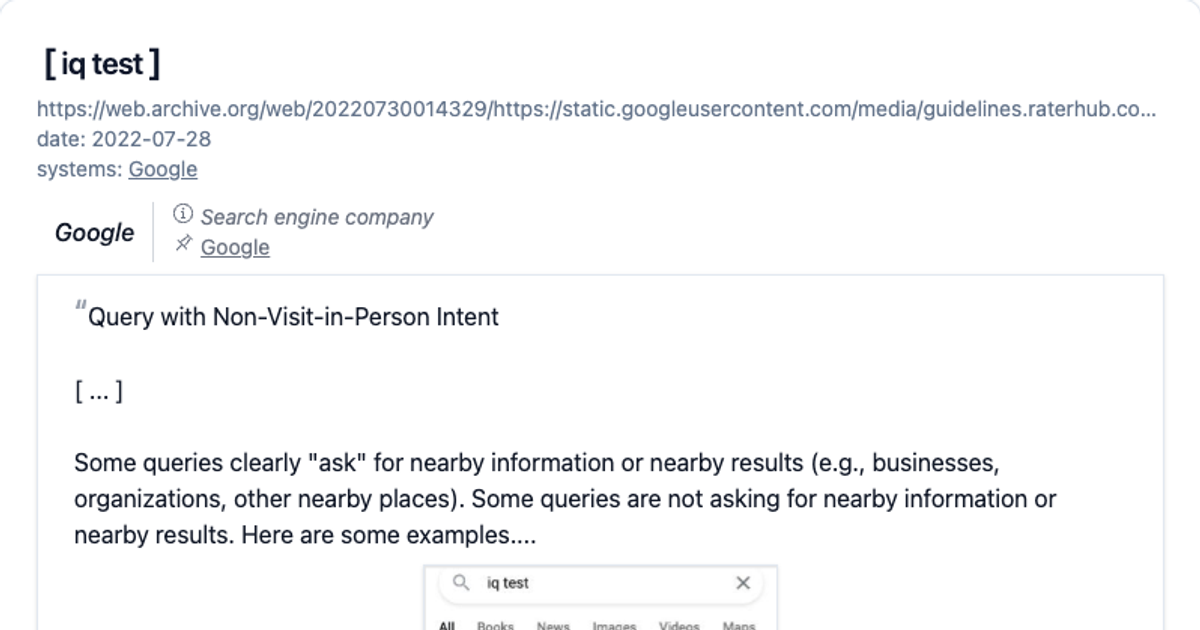 [ iq test ]
https://web.archive.org/web/20220730014329/https://static.googleusercontent.com/media/guidelines.raterhub.co...
date: 2022-07-28
systems: Google
Google
Search engine company
Google
"Query with Non-Visit-in-Person Intent
[ ... ]
Some queries clearly "ask" for nearby information or nearby results (e.g., businesses,
organizations, other nearby places). Some queries are not asking for nearby information or
nearby results. Here are some examples....
iq test
All Books News Images Videos Maps